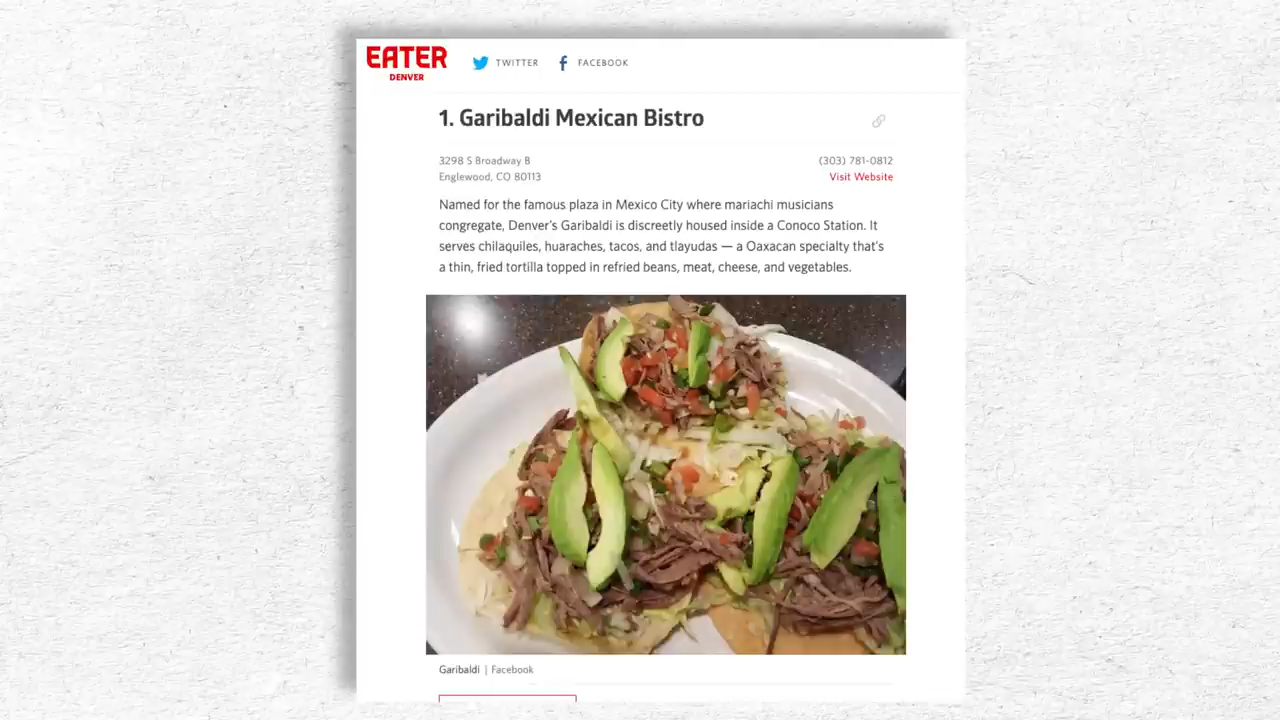 EATER
DENVER
TWITTER
FACEBOOK
1. Garibaldi Mexican Bistro
3298 S Broadway B
Englewood, CO 80113
(303) 781-0812
Visit Website
Named for the famous plaza in Mexico City where mariachi musicians
congregate, Denver's Garibaldi is discreetly housed inside a Conoco Station. It
serves chilaquiles, huaraches, tacos, and tlayudas — a Oaxacan specialty that's
a thin, fried tortilla topped in refried beans, meat, cheese, and vegetables.
Garibaldi | Facebook